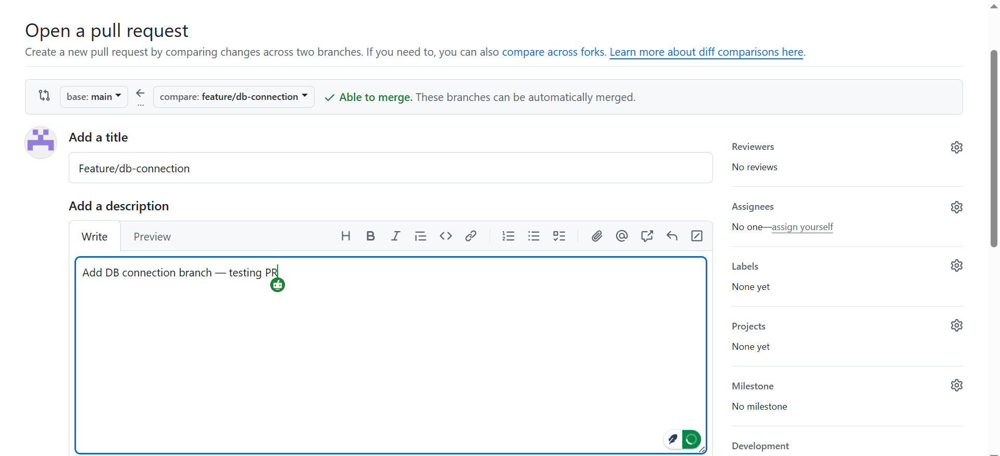 Open a pull request
Create a new pull request by comparing changes across two branches. If you need to, you can also compare across forks. Learn more about diff comparisons here.
base: main
...
compare: feature/db-connection
Able to merge. These branches can be automatically merged.
Add a title
Feature/db-connection
Add a description
Write
Preview
Add DB connection branch — testing PR
Reviewers
No reviews
Assignees
No one—assign yourself
Labels
None yet
Projects
None yet
Milestone
No milestone
Development